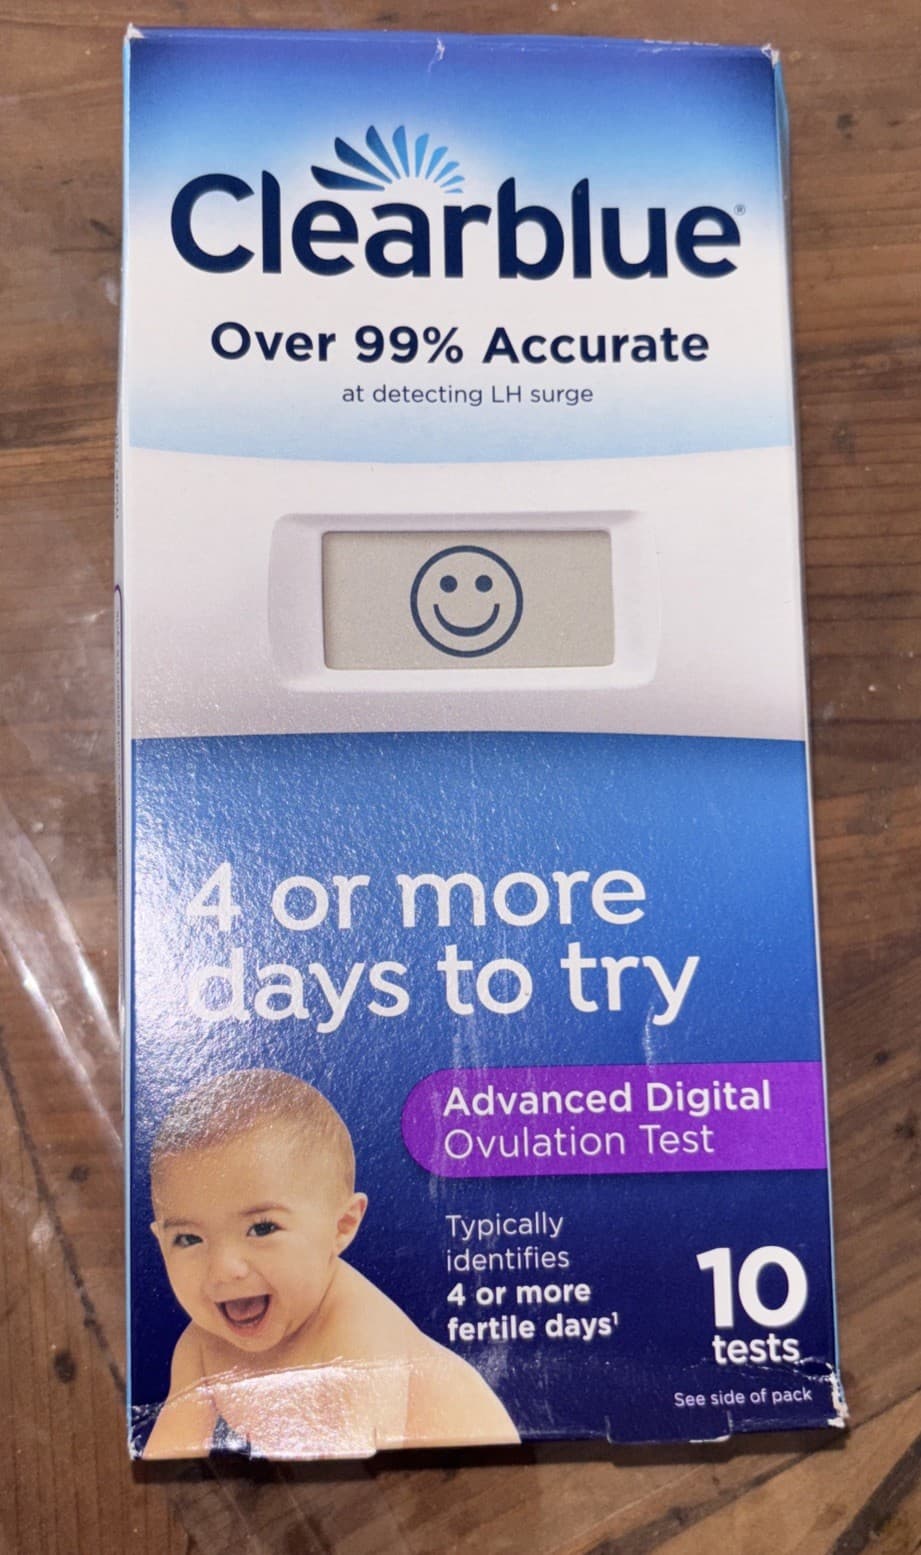 Clearblue®
Over 99% Accurate
at detecting LH surge
4 or more
days to try
Advanced Digital
Ovulation Test
Typically
identifies
4 or more
fertile days¹
10
tests
See side of pack